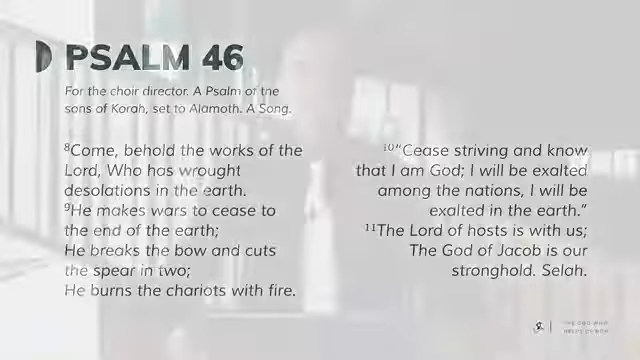 PSALM 46
For the choir director. A Psalm of the
sons of Korah, set to Alamoth. A Song.
⁸Come, behold the works of the
Lord, Who has wrought
desolations in the earth.
⁹He makes wars to cease to
the end of the earth;
He breaks the bow and cuts
the spear in two;
He burns the chariots with fire.
¹⁰“Cease striving and know
that I am God; I will be exalted
among the nations, I will be
exalted in the earth.”
¹¹The Lord of hosts is with us;
The God of Jacob is our
stronghold. Selah.